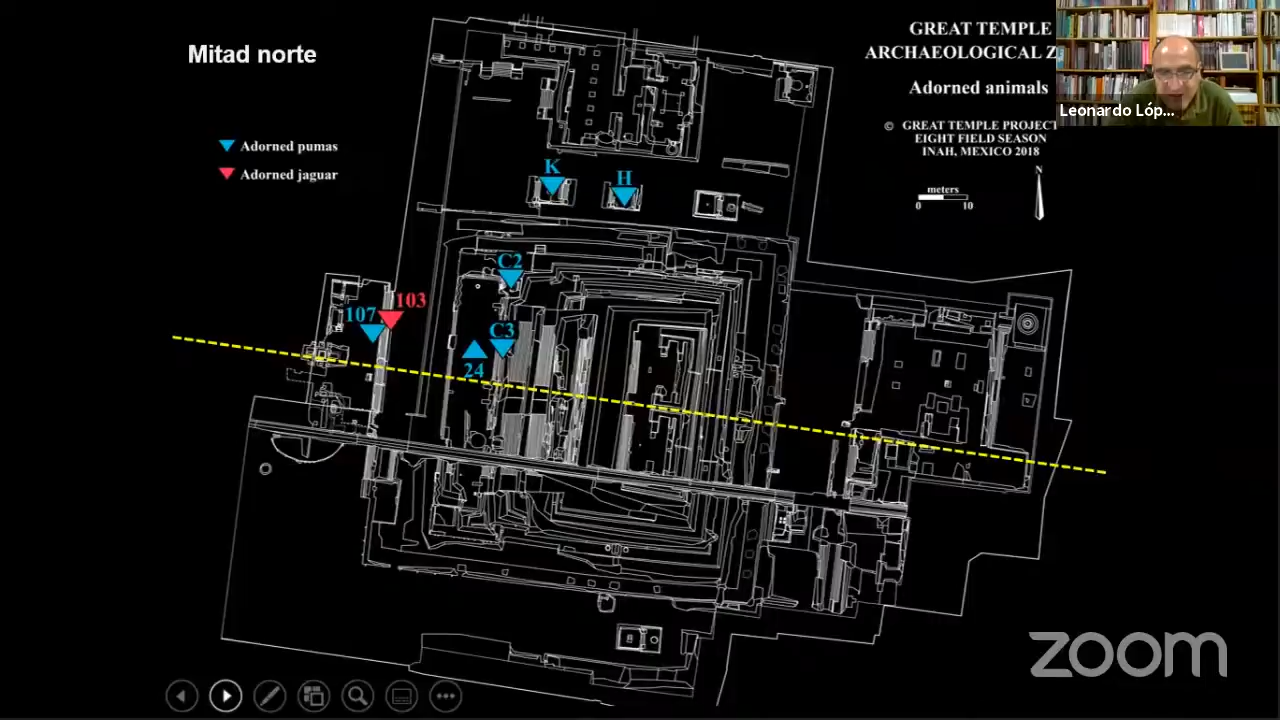 Mitad norte
GREAT TEMPLE
ARCHAEOLOGICAL Z
Adorned animals
© GREAT TEMPLE PROJECT
EIGHT FIELD SEASON
INAH, MEXICO 2018
N
meters
0 10
Leonardo Lóp...
Adorned pumas
Adorned jaguar
K
H
C2
103
107
C3
24
zoom